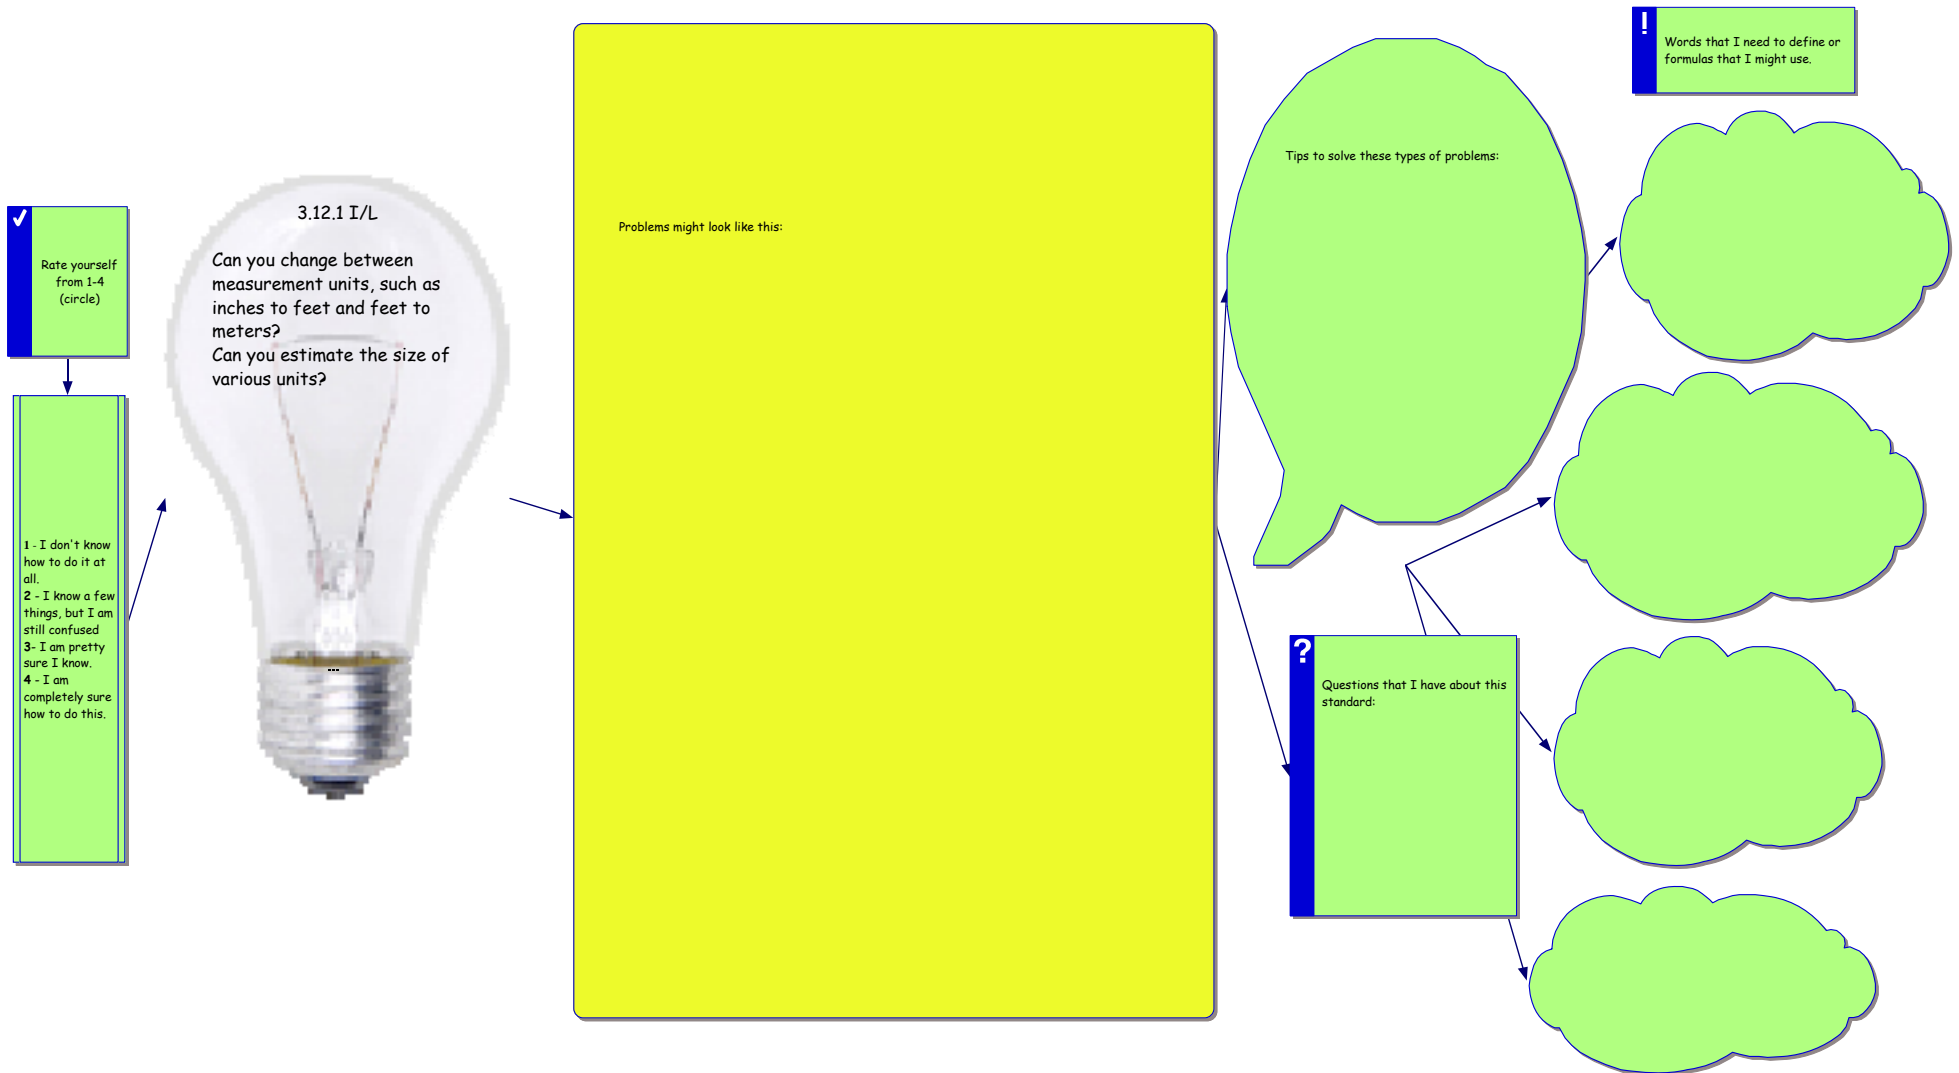 Rate yourself
from 1-4
(circle)
1 - I don't know
how to do it at
all.
2 - I know a few
things, but I am
still confused
3- I am pretty
sure I know.
4 - I am
completely sure
how to do this.
3.12.1 I/L
Can you change between
measurement units, such as
inches to feet and feet to
meters?
Can you estimate the size of
various units?
---
Problems might look like this:
Tips to solve these types of problems:
!
Words that I need to define or
formulas that I might use.
?
Questions that I have about this
standard: